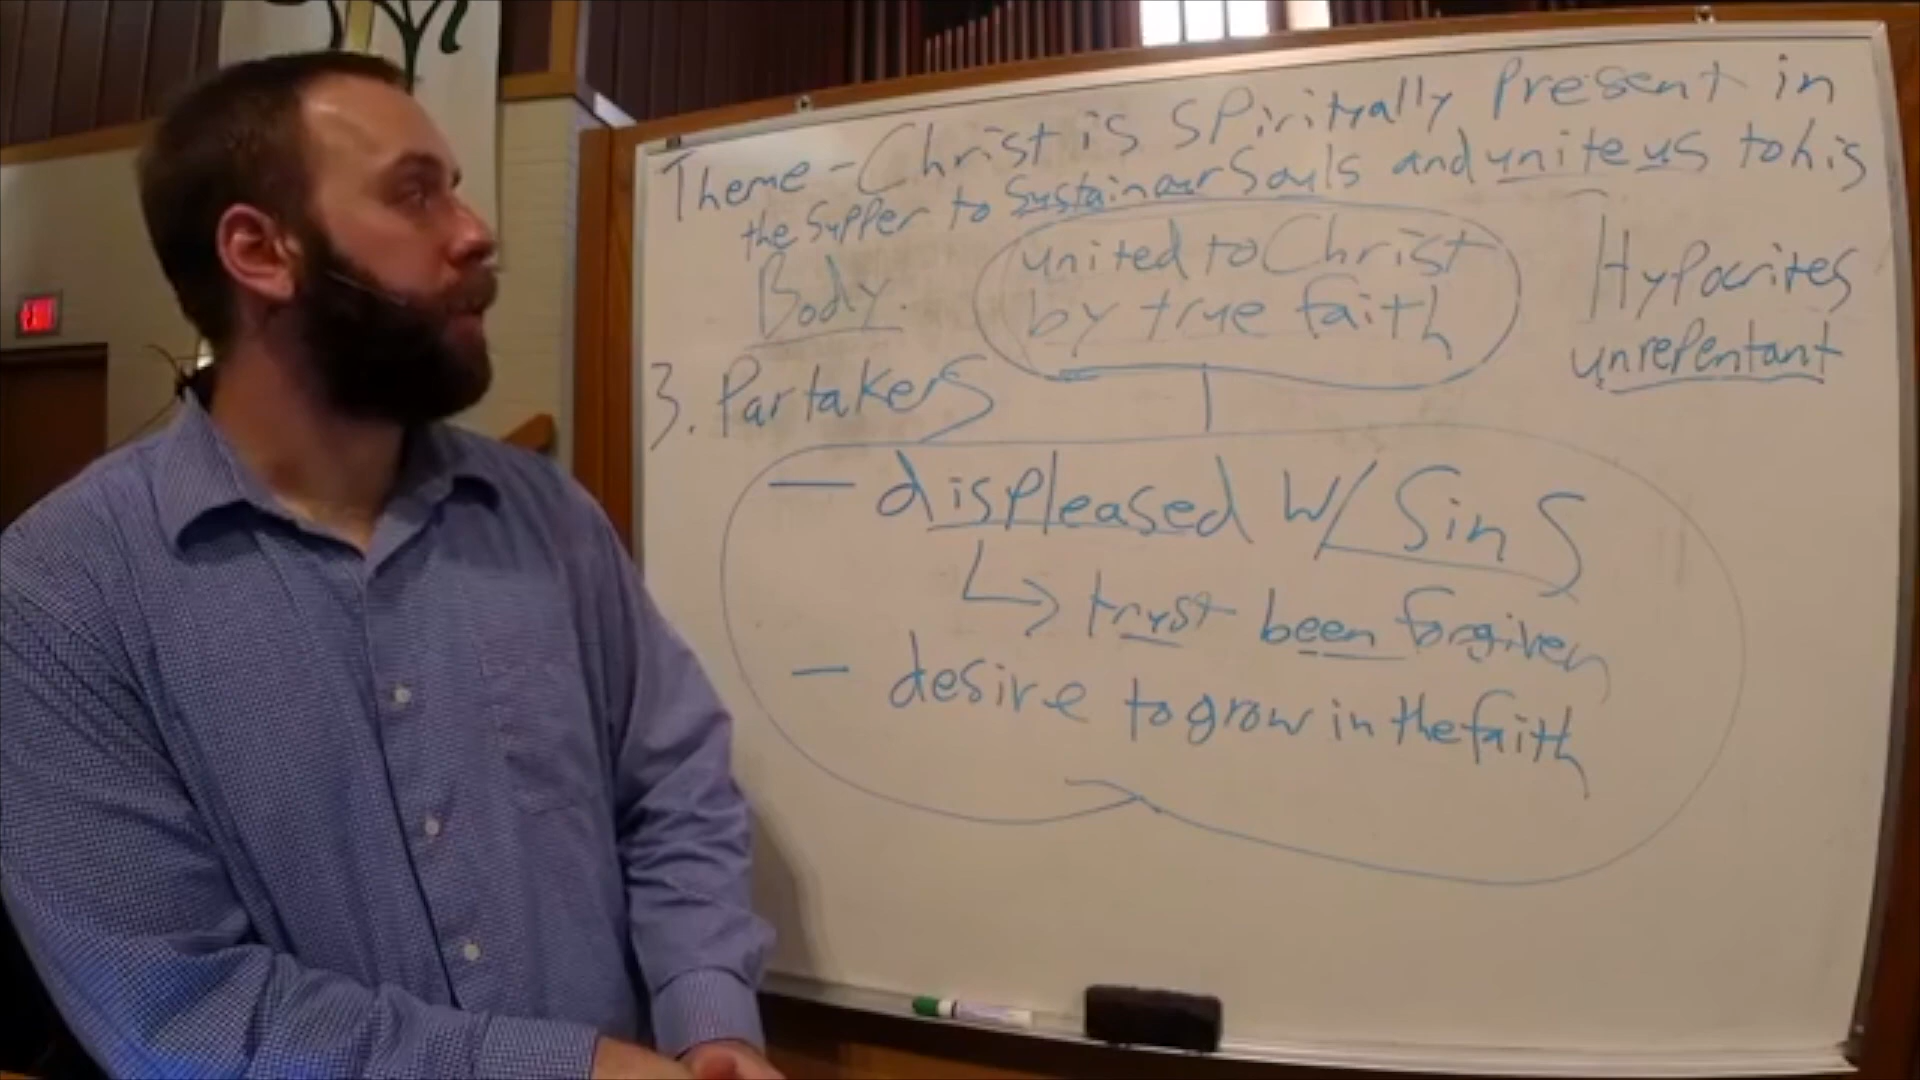 Theme - Christ is Spiritually Present in
the Supper to sustain our Souls and unite us to his
Body.
united to Christ
by true faith
Hypocrites
unrepentant
3. Partakers
— displeased w/ Sins
↳ trust been forgiven
— desire to grow in the faith